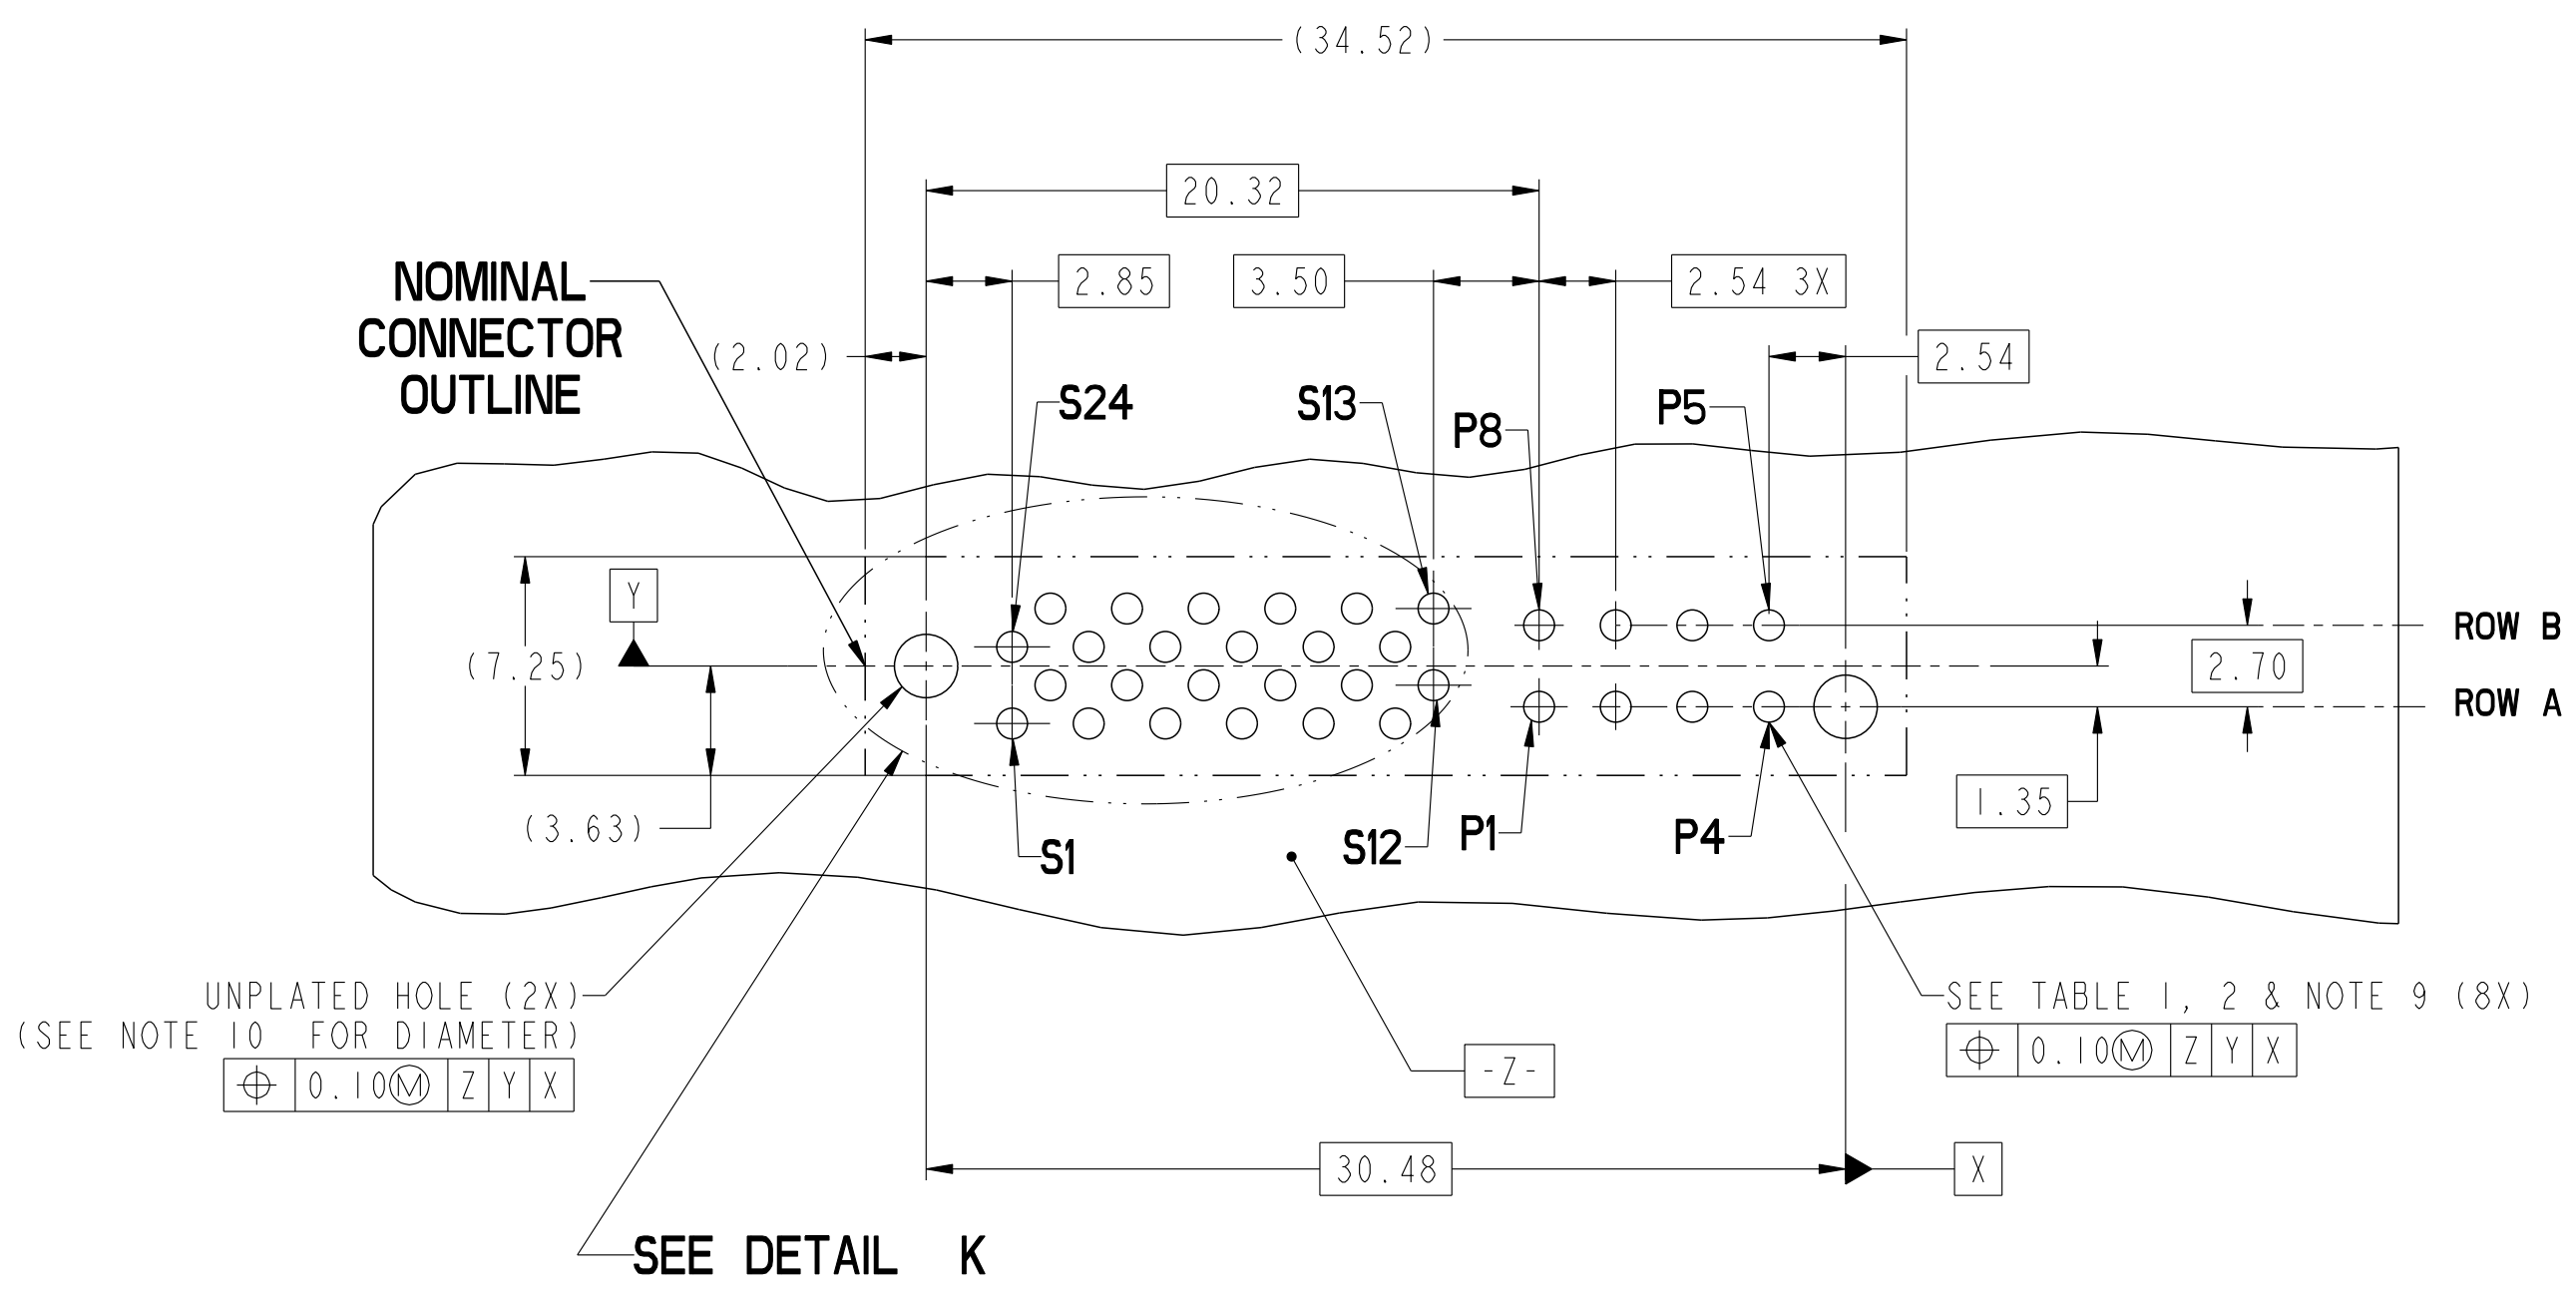 (34.52)
20.32
2.85
3.50
2.54 3X
NOMINAL
CONNECTOR
OUTLINE
(2.02)
2.54
S24
S13
P8
P5
Y
ROW B
(7.25)
2.70
ROW A
1.35
(3.63)
S1
S12
P1
P4
UNPLATED HOLE (2X)
(SEE NOTE 10 FOR DIAMETER)
⌖ 0.10Ⓜ Z Y X
SEE TABLE 1, 2 & NOTE 9 (8X)
⌖ 0.10Ⓜ Z Y X
-Z-
30.48
X
SEE DETAIL K